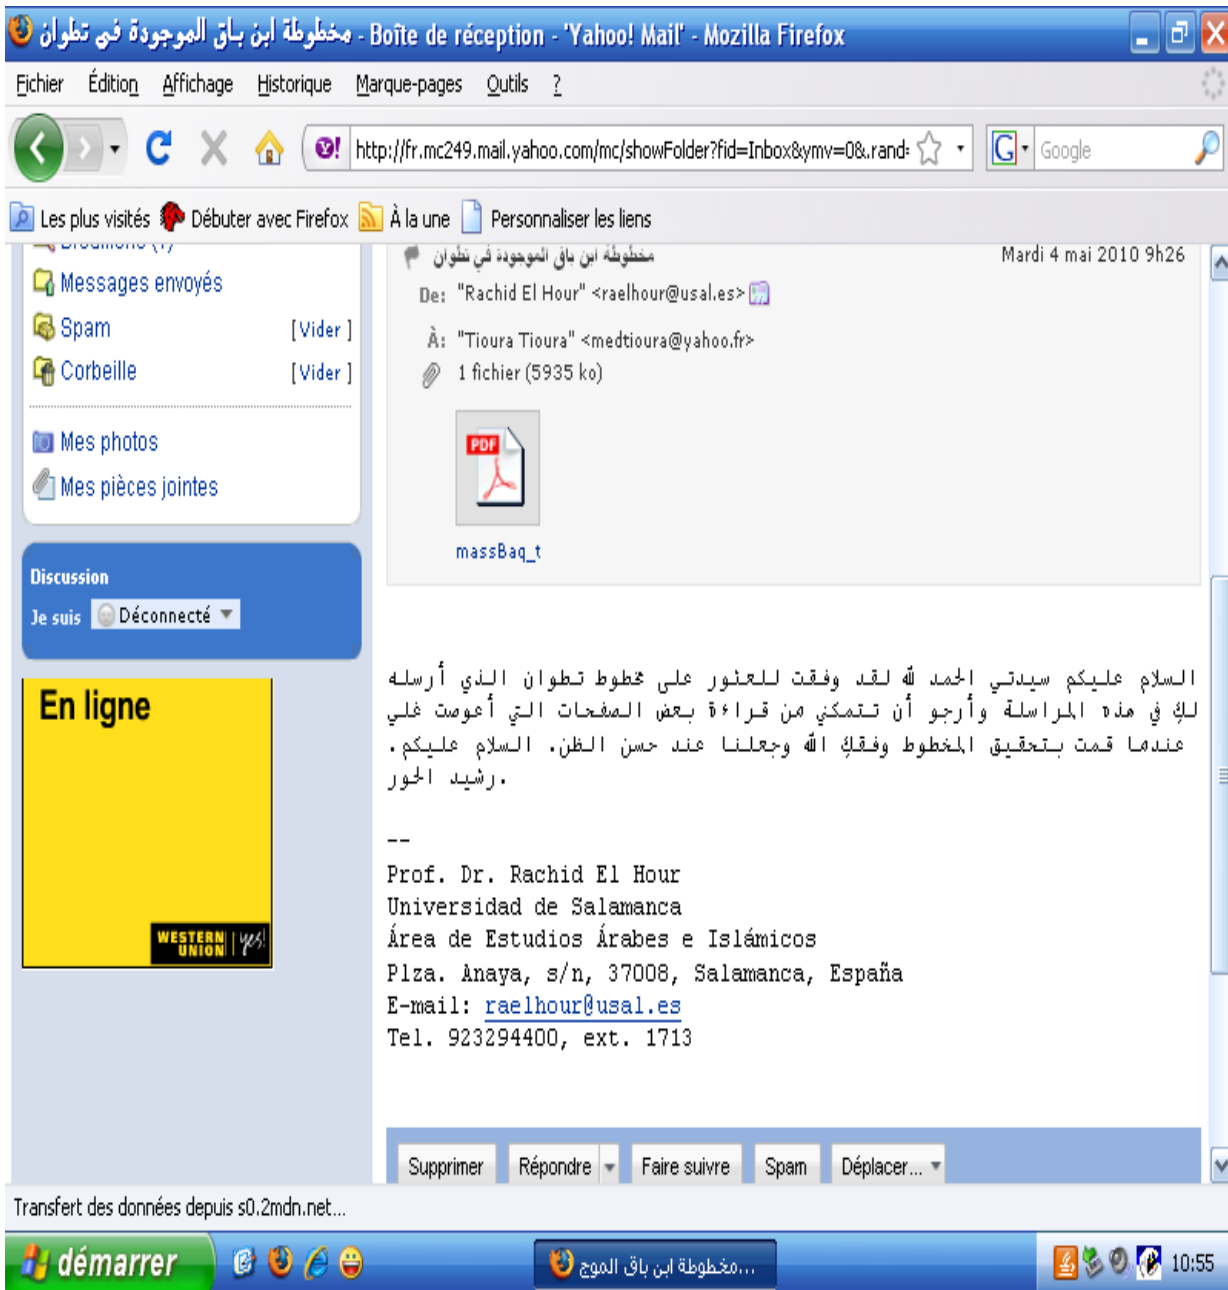 مخطوطة ابن باق الموجودة في تطوان - Boîte de réception - 'Yahoo! Mail' - Mozilla Firefox
Fichier Édition Affichage Historique Marque-pages Outils ?
http://fr.mc249.mail.yahoo.com/mc/showFolder?fid=Inbox&ymv=0&.rand= Google
Les plus visités Débuter avec Firefox À la une Personnaliser les liens
Messages envoyés
Spam [Vider]
Corbeille [Vider]
Mes photos
Mes pièces jointes
Discussion
Je suis Déconnecté
En ligne
WESTERN UNION | yes!
مخطوطة ابن باق الموجودة في تطوان
Mardi 4 mai 2010 9h26
De: "Rachid El Hour" <raelhour@usal.es>
À: "Tioura Tioura" <medtioura@yahoo.fr>
1 fichier (5935 ko)
PDF
massBaq_t
السلام عليكم سيدتي الحمد لله لقد وفقت للعثور على مخطوط تطوان الذي أرسله
لكِ في هذه المراسلة وأرجو أن تتمكني من قراءة بعض الصفحات التي أعوصت غلي
عندما قمت بتحقيق المخطوط وفقكِ الله وجعلنا عند حسن الظن. السلام عليكم.
رشيد الحور.
--
Prof. Dr. Rachid El Hour
Universidad de Salamanca
Área de Estudios Árabes e Islámicos
Plza. Anaya, s/n, 37008, Salamanca, España
E-mail: raelhour@usal.es
Tel. 923294400, ext. 1713
Supprimer Répondre Faire suivre Spam Déplacer...
Transfert des données depuis s0.2mdn.net...
démarrer
مخطوطة ابن باق الموج...
10:55